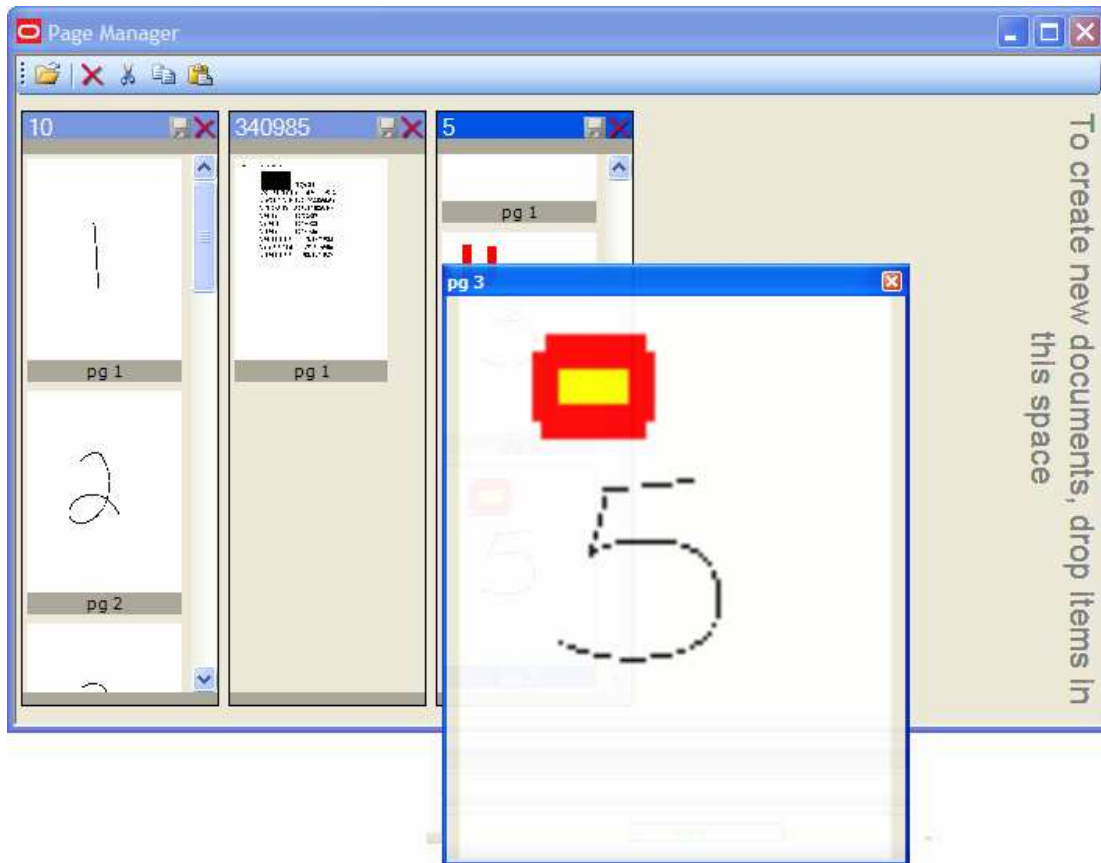 Page Manager
10
340985
5
pg 1
pg 2
pg 1
pg 1
pg 3
1
2
5
To create new documents, drop items in
this space